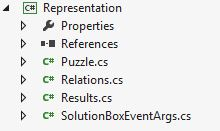 C# Representation
Properties
References
C# Puzzle.cs
C# Relations.cs
C# Results.cs
C# SolutionBoxEventArgs.cs